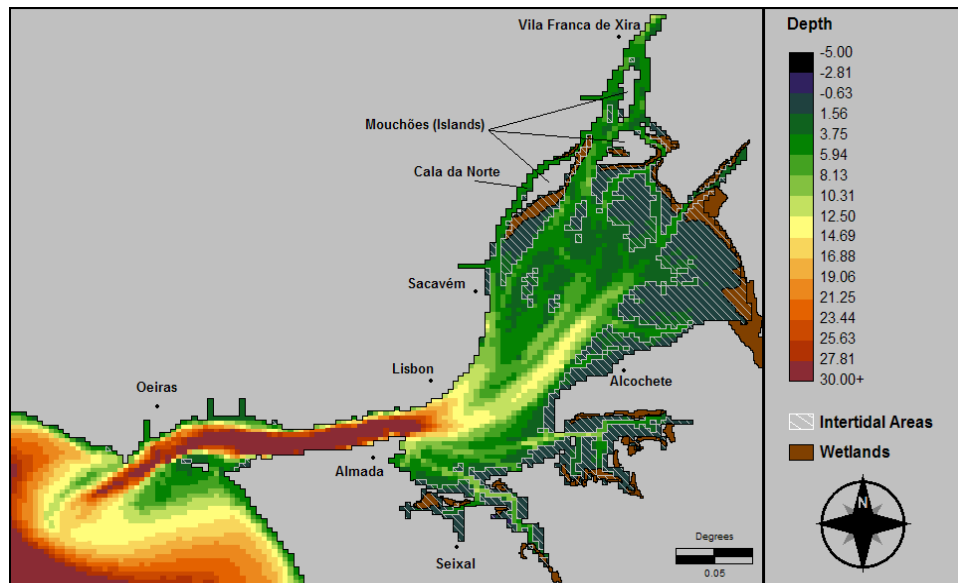 Vila Franca de Xira
Mouchões (Islands)
Cala da Norte
Sacavém
Lisbon
Oeiras
Alcochete
Almada
Seixal
Degrees
0.05
Depth
-5.00
-2.81
-0.63
1.56
3.75
5.94
8.13
10.31
12.50
14.69
16.88
19.06
21.25
23.44
25.63
27.81
30.00+
Intertidal Areas
Wetlands
N